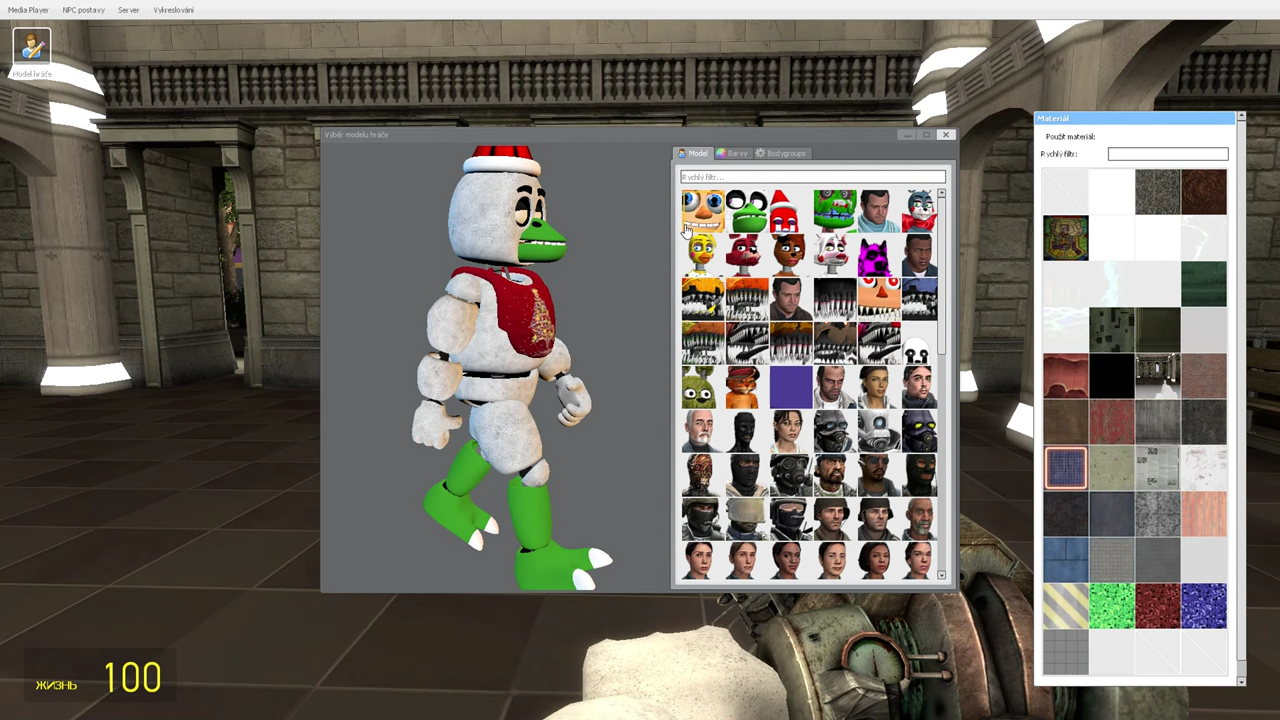 Media Player NPC postavy Server Vykreslování
Model hráče
Výběr modelu hráče
Model Barvy Bodygroups
Rychlý filtr...
Materiál
Použít materiál:
Rychlý filtr:
ЖИЗНЬ 100